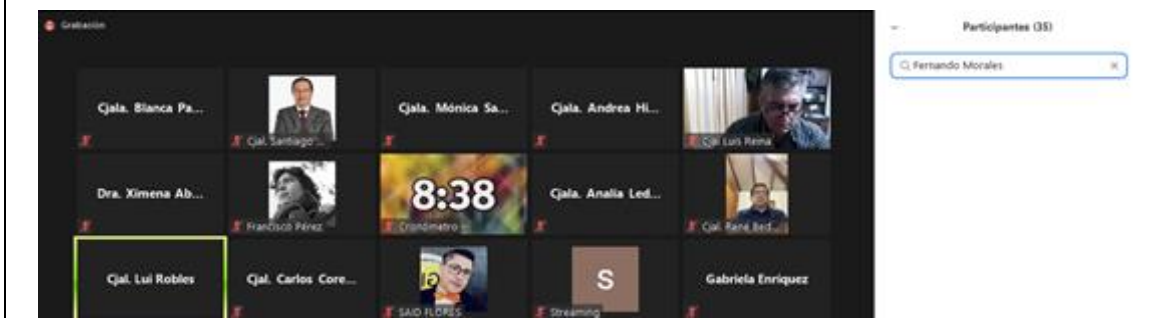 Grabación
Participantes (35)
Fernando Morales
Cjala. Blanca Pa...
Cjal. Santiago ...
Cjala. Mónica Sa...
Cjala. Andrea Hi...
Cjal Luis Reina
Dra. Ximena Ab...
Francisco Pérez
8:38
Cronómetro
Cjala. Analía Led...
Cjal. René Bed...
Cjal. Lui Robles
Cjal. Carlos Core...
SAID FLORES
S
Streaming
Gabriela Enriquez